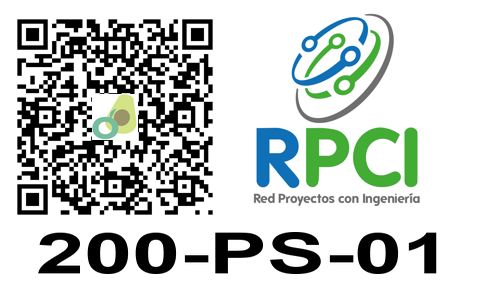 RPCI
Red Proyectos con Ingeniería
200-PS-01